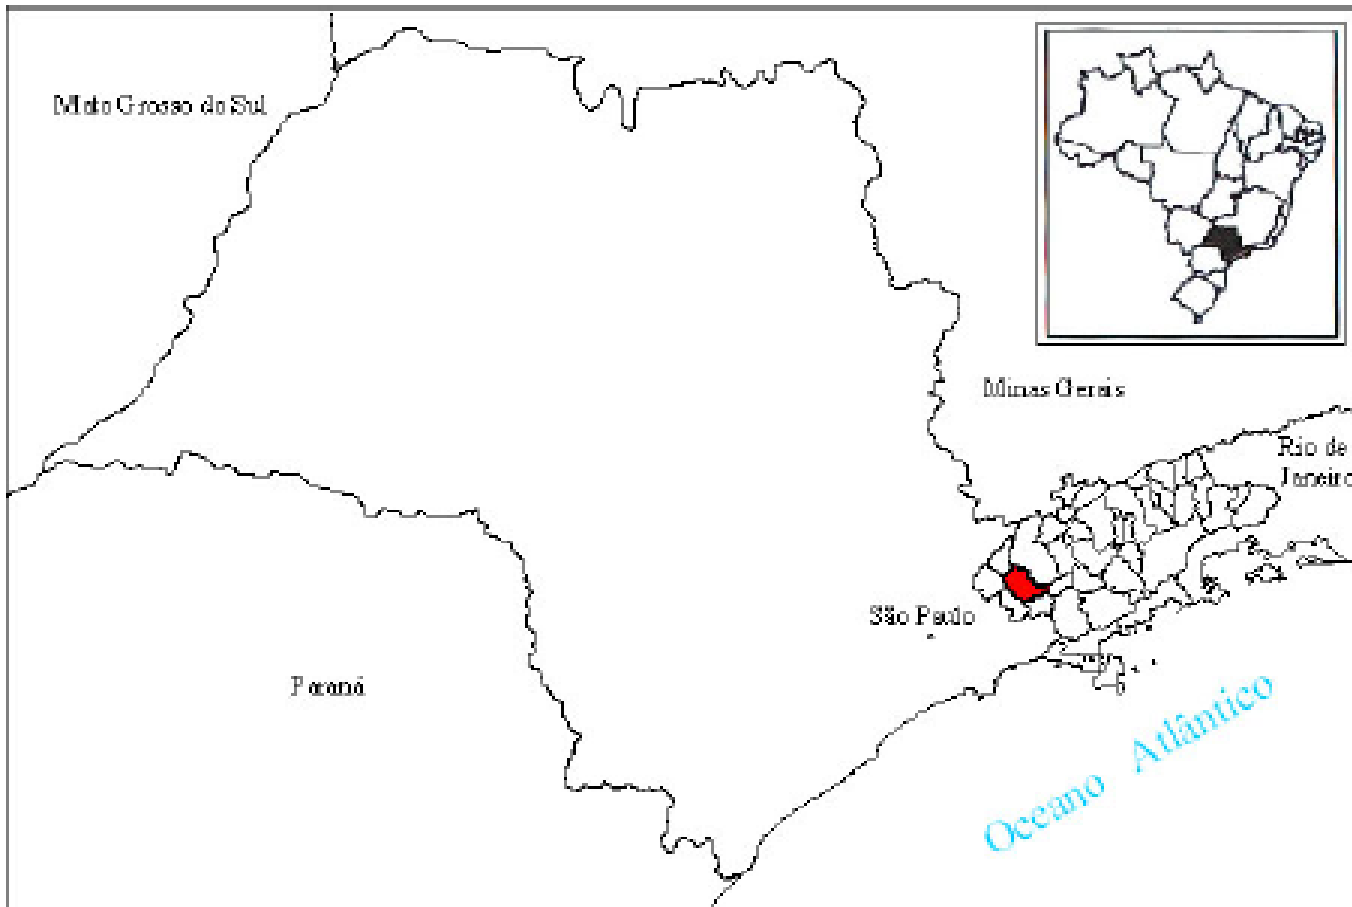 Mato Grosso do Sul
Minas Gerais
Rio de
Janeiro
São Paulo
Paraná
Oceano Atlântico